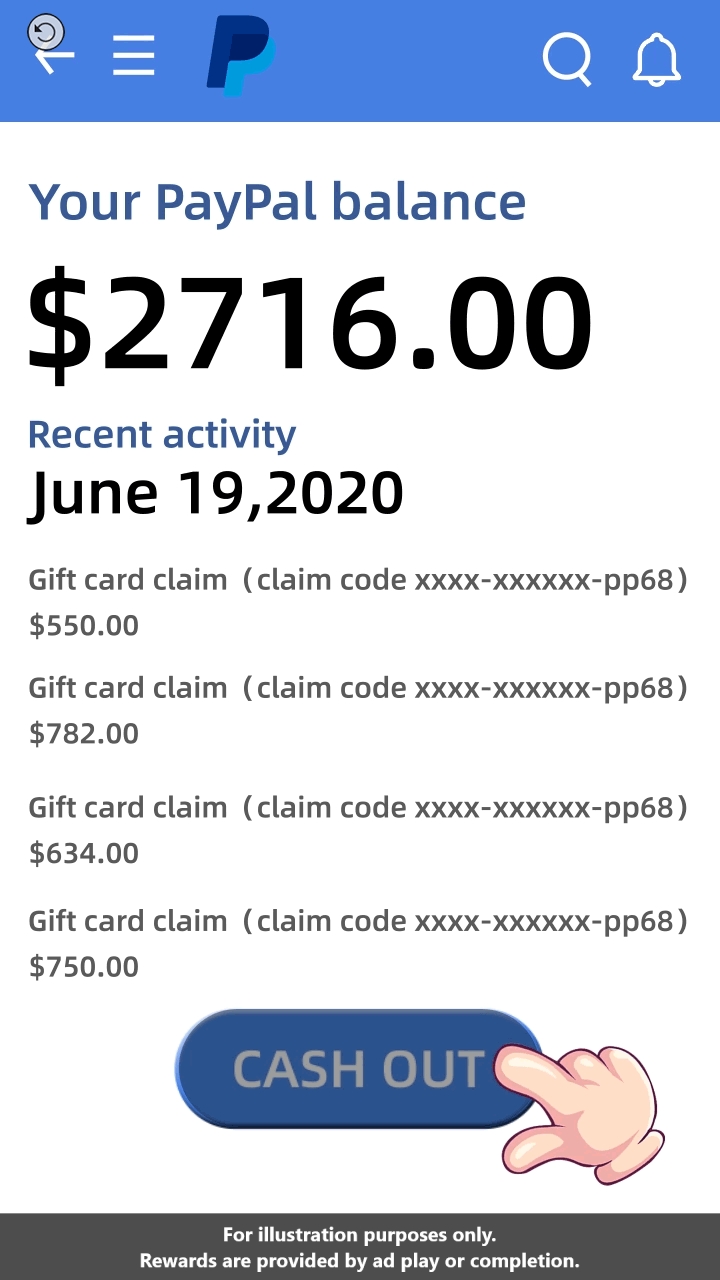 Your PayPal balance
$2716.00
Recent activity
June 19,2020
Gift card claim（claim code xxxx-xxxxxx-pp68）
$550.00
Gift card claim（claim code xxxx-xxxxxx-pp68）
$782.00
Gift card claim（claim code xxxx-xxxxxx-pp68）
$634.00
Gift card claim（claim code xxxx-xxxxxx-pp68）
$750.00
CASH OUT
For illustration purposes only.
Rewards are provided by ad play or completion.